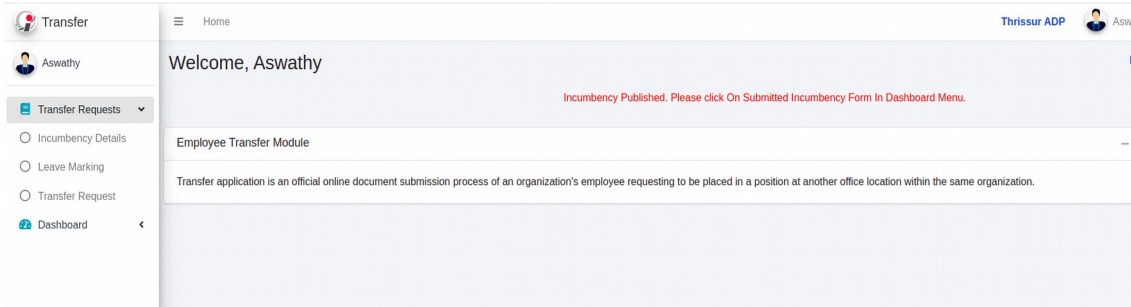 Transfer
Home
Thrissur ADP
Asw
Aswathy
Welcome, Aswathy
Incumbency Published. Please click On Submitted Incumbency Form In Dashboard Menu.
Transfer Requests
Incumbency Details
Leave Marking
Transfer Request
Dashboard
Employee Transfer Module
Transfer application is an official online document submission process of an organization's employee requesting to be placed in a position at another office location within the same organization.